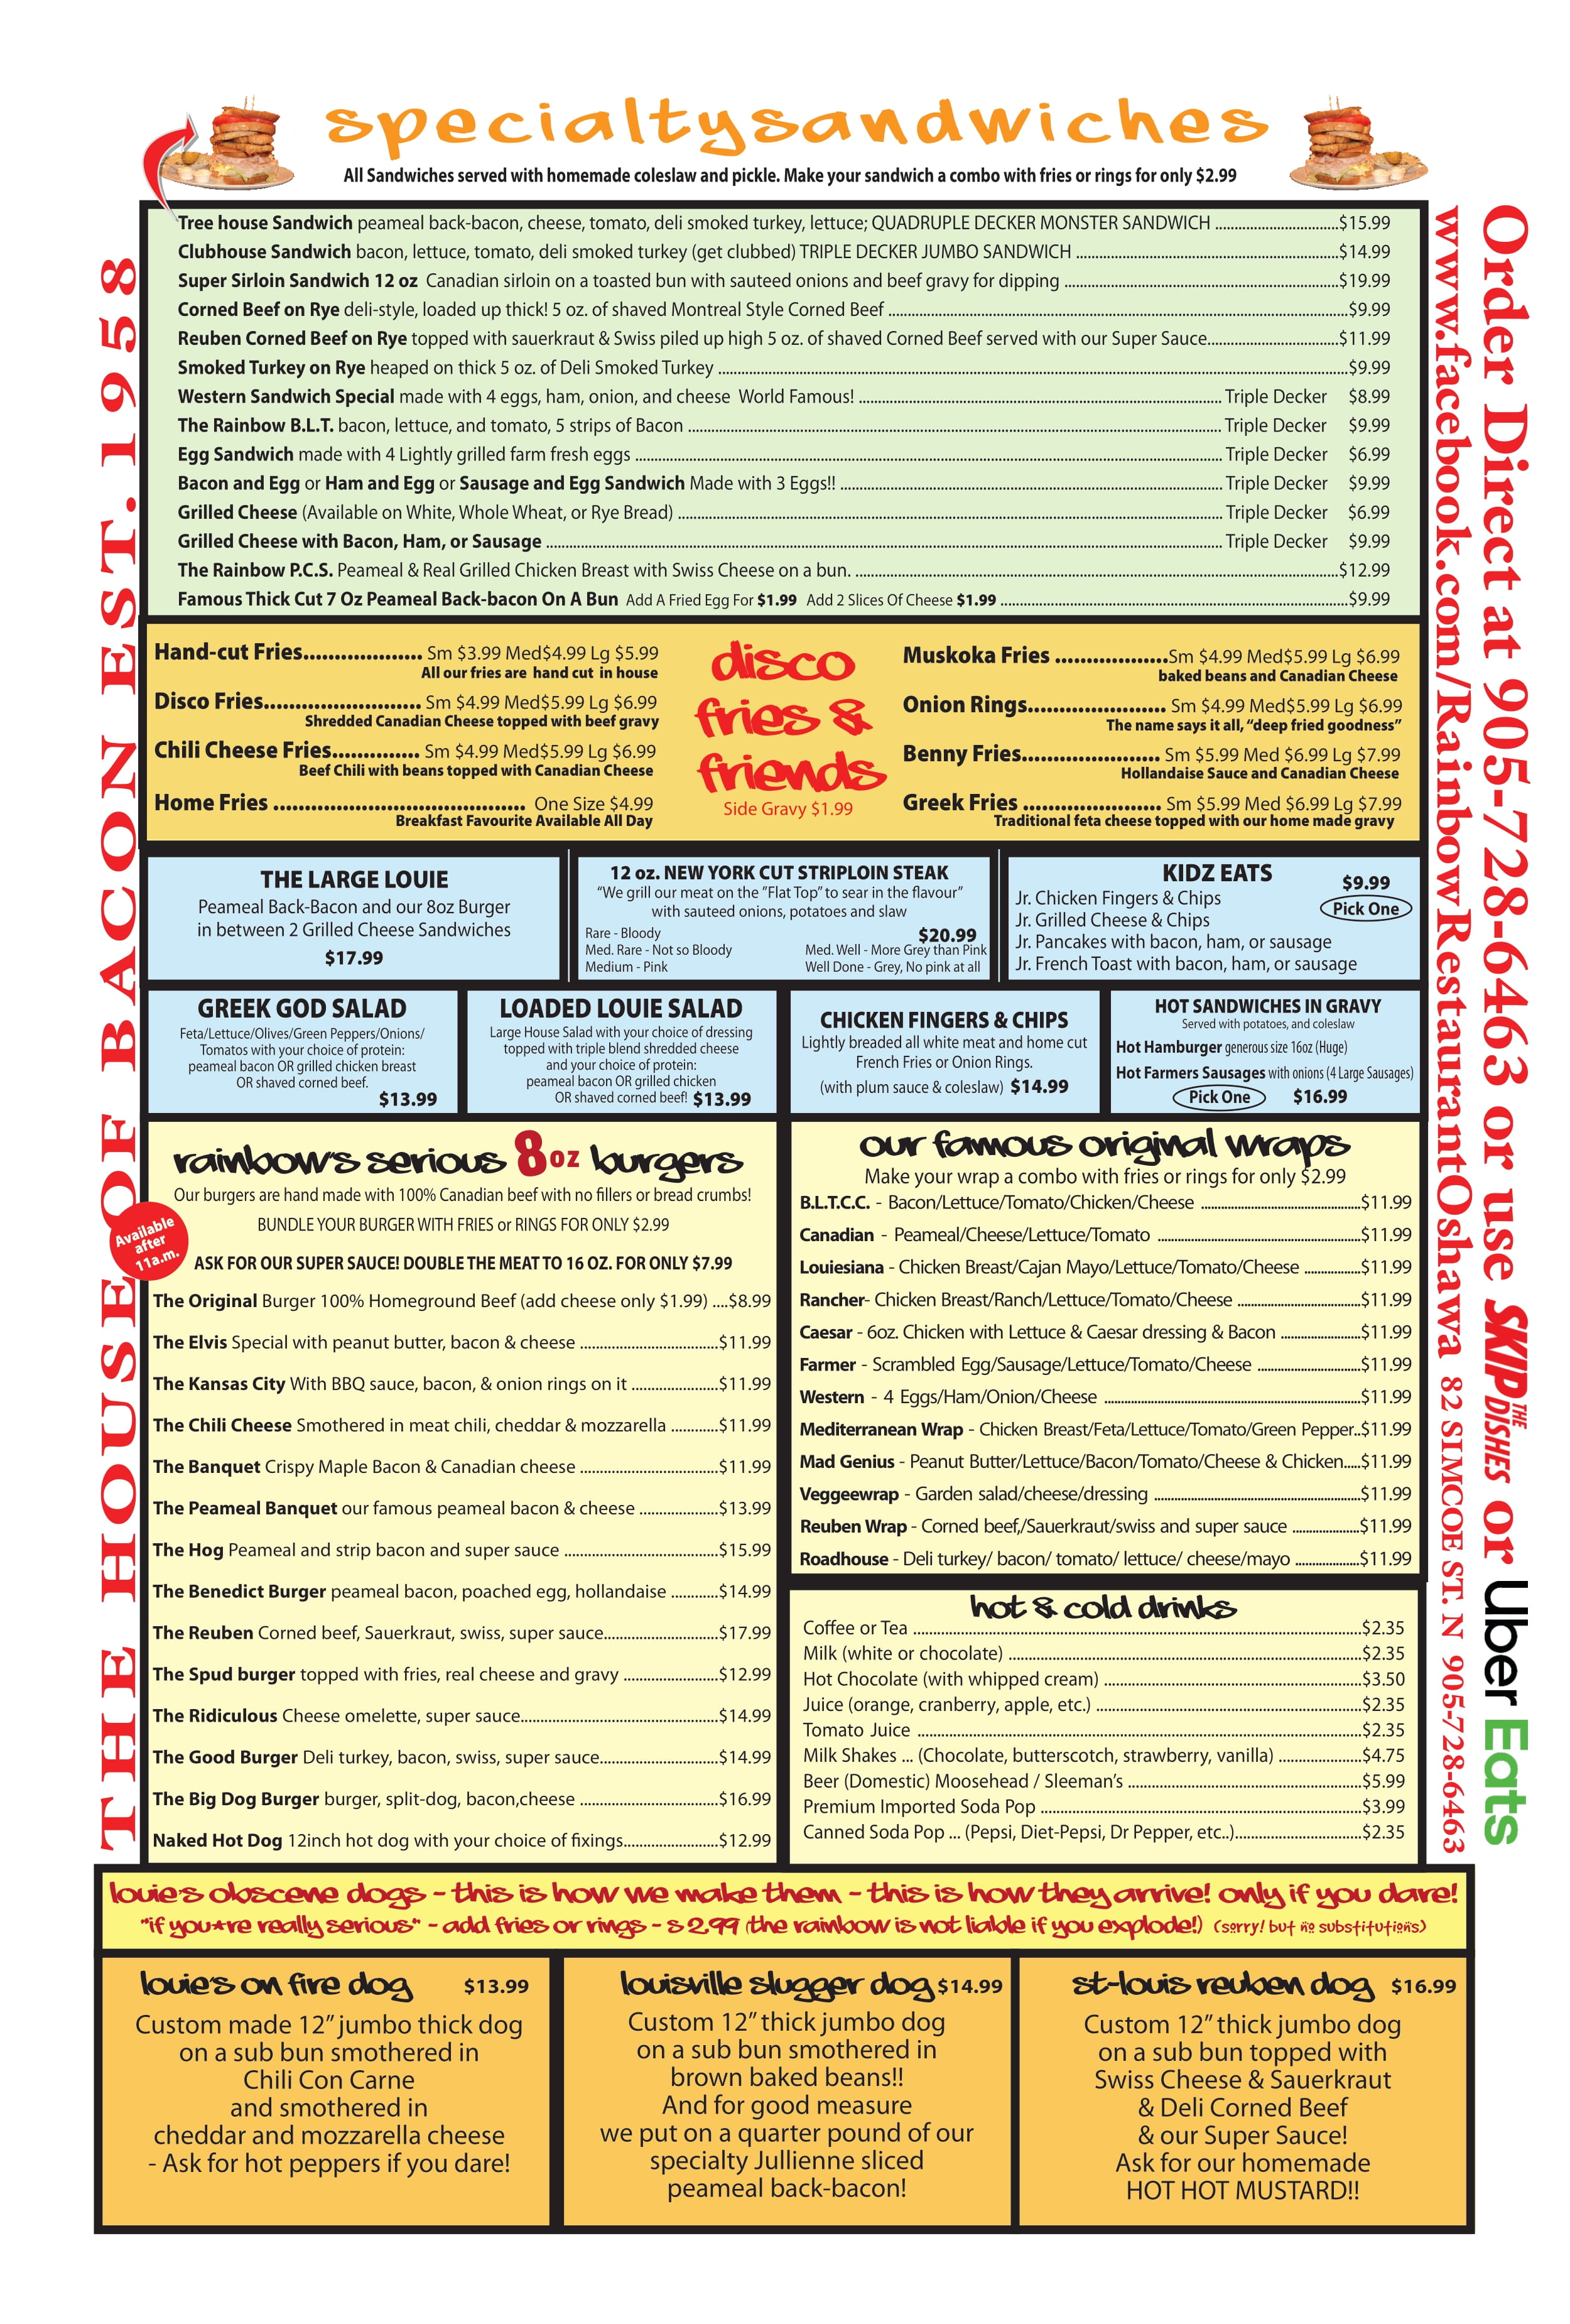 specialtysandwiches
All Sandwiches served with homemade coleslaw and pickle. Make your sandwich a combo with fries or rings for only $2.99
Tree house Sandwich peameal back-bacon, cheese, tomato, deli smoked turkey, lettuce; QUADRUPLE DECKER MONSTER SANDWICH ................................$15.99
Clubhouse Sandwich bacon, lettuce, tomato, deli smoked turkey (get clubbed) TRIPLE DECKER JUMBO SANDWICH ................................$14.99
Super Sirloin Sandwich 12 oz Canadian sirloin on a toasted bun with sauteed onions and beef gravy for dipping ................................$19.99
Corned Beef on Rye deli-style, loaded up thick! 5 oz. of shaved Montreal Style Corned Beef ................................$9.99
Reuben Corned Beef on Rye topped with sauerkraut & Swiss piled up high 5 oz. of shaved Corned Beef served with our Super Sauce................................$11.99
Smoked Turkey on Rye heaped on thick 5 oz. of Deli Smoked Turkey ................................$9.99
Western Sandwich Special made with 4 eggs, ham, onion, and cheese World Famous! ................................ Triple Decker $8.99
The Rainbow B.L.T. bacon, lettuce, and tomato, 5 strips of Bacon ................................ Triple Decker $9.99
Egg Sandwich made with 4 Lightly grilled farm fresh eggs ................................ Triple Decker $6.99
Bacon and Egg or Ham and Egg or Sausage and Egg Sandwich Made with 3 Eggs!! ................................ Triple Decker $9.99
Grilled Cheese (Available on White, Whole Wheat, or Rye Bread) ................................ Triple Decker $6.99
Grilled Cheese with Bacon, Ham, or Sausage ................................ Triple Decker $9.99
The Rainbow P.C.S. Peameal & Real Grilled Chicken Breast with Swiss Cheese on a bun. ................................$12.99
Famous Thick Cut 7 Oz Peameal Back-bacon On A Bun Add A Fried Egg For $1.99 Add 2 Slices Of Cheese $1.99 ................................$9.99
Hand-cut Fries.................. Sm $3.99 Med$4.99 Lg $5.99
All our fries are hand cut in house
Disco Fries........................ Sm $4.99 Med$5.99 Lg $6.99
Shredded Canadian Cheese topped with beef gravy
Chili Cheese Fries............. Sm $4.99 Med$5.99 Lg $6.99
Beef Chili with beans topped with Canadian Cheese
Home Fries ...................................... One Size $4.99
Breakfast Favourite Available All Day
disco
fries &
friends
Side Gravy $1.99
Muskoka Fries .................Sm $4.99 Med$5.99 Lg $6.99
baked beans and Canadian Cheese
Onion Rings..................... Sm $4.99 Med$5.99 Lg $6.99
The name says it all, “deep fried goodness”
Benny Fries..................... Sm $5.99 Med $6.99 Lg $7.99
Hollandaise Sauce and Canadian Cheese
Greek Fries ..................... Sm $5.99 Med $6.99 Lg $7.99
Traditional feta cheese topped with our home made gravy
THE LARGE LOUIE
Peameal Back-Bacon and our 8oz Burger
in between 2 Grilled Cheese Sandwiches
$17.99
12 oz. NEW YORK CUT STRIPLOIN STEAK
“We grill our meat on the ”Flat Top” to sear in the flavour”
with sauteed onions, potatoes and slaw
Rare - Bloody $20.99
Med. Rare - Not so Bloody Med. Well - More Grey than Pink
Medium - Pink Well Done - Grey, No pink at all
KIDZ EATS
$9.99
Pick One
Jr. Chicken Fingers & Chips
Jr. Grilled Cheese & Chips
Jr. Pancakes with bacon, ham, or sausage
Jr. French Toast with bacon, ham, or sausage
GREEK GOD SALAD
Feta/Lettuce/Olives/Green Peppers/Onions/
Tomatos with your choice of protein:
peameal bacon OR grilled chicken breast
OR shaved corned beef.
$13.99
LOADED LOUIE SALAD
Large House Salad with your choice of dressing
topped with triple blend shredded cheese
and your choice of protein:
peameal bacon OR grilled chicken
OR shaved corned beef! $13.99
CHICKEN FINGERS & CHIPS
Lightly breaded all white meat and home cut
French Fries or Onion Rings.
(with plum sauce & coleslaw) $14.99
HOT SANDWICHES IN GRAVY
Served with potatoes, and coleslaw
Hot Hamburger generous size 16oz (Huge)
Hot Farmers Sausages with onions (4 Large Sausages)
Pick One $16.99
rainbow's serious 8oz burgers
Our burgers are hand made with 100% Canadian beef with no fillers or bread crumbs!
BUNDLE YOUR BURGER WITH FRIES or RINGS FOR ONLY $2.99
Available
after
11a.m.
ASK FOR OUR SUPER SAUCE! DOUBLE THE MEAT TO 16 OZ. FOR ONLY $7.99
The Original Burger 100% Homeground Beef (add cheese only $1.99) ....$8.99
The Elvis Special with peanut butter, bacon & cheese ..................$11.99
The Kansas City With BBQ sauce, bacon, & onion rings on it ..................$11.99
The Chili Cheese Smothered in meat chili, cheddar & mozzarella ............$11.99
The Banquet Crispy Maple Bacon & Canadian cheese ..................$11.99
The Peameal Banquet our famous peameal bacon & cheese ..................$13.99
The Hog Peameal and strip bacon and super sauce ..................$15.99
The Benedict Burger peameal bacon, poached egg, hollandaise ............$14.99
The Reuben Corned beef, Sauerkraut, swiss, super sauce..................$17.99
The Spud burger topped with fries, real cheese and gravy ..................$12.99
The Ridiculous Cheese omelette, super sauce..................$14.99
The Good Burger Deli turkey, bacon, swiss, super sauce..................$14.99
The Big Dog Burger burger, split-dog, bacon,cheese ..................$16.99
Naked Hot Dog 12inch hot dog with your choice of fixings..................$12.99
our famous original wraps
Make your wrap a combo with fries or rings for only $2.99
B.L.T.C.C. - Bacon/Lettuce/Tomato/Chicken/Cheese ..................$11.99
Canadian - Peameal/Cheese/Lettuce/Tomato ..................$11.99
Louiesiana - Chicken Breast/Cajan Mayo/Lettuce/Tomato/Cheese ..................$11.99
Rancher- Chicken Breast/Ranch/Lettuce/Tomato/Cheese ..................$11.99
Caesar - 6oz. Chicken with Lettuce & Caesar dressing & Bacon ..................$11.99
Farmer - Scrambled Egg/Sausage/Lettuce/Tomato/Cheese ..................$11.99
Western - 4 Eggs/Ham/Onion/Cheese ..................$11.99
Mediterranean Wrap - Chicken Breast/Feta/Lettuce/Tomato/Green Pepper..$11.99
Mad Genius - Peanut Butter/Lettuce/Bacon/Tomato/Cheese & Chicken.....$11.99
Veggeewrap - Garden salad/cheese/dressing ..................$11.99
Reuben Wrap - Corned beef,/Sauerkraut/swiss and super sauce ..................$11.99
Roadhouse - Deli turkey/ bacon/ tomato/ lettuce/ cheese/mayo ..................$11.99
hot & cold drinks
Coffee or Tea ..................$2.35
Milk (white or chocolate) ..................$2.35
Hot Chocolate (with whipped cream) ..................$3.50
Juice (orange, cranberry, apple, etc.) ..................$2.35
Tomato Juice ..................$2.35
Milk Shakes ... (Chocolate, butterscotch, strawberry, vanilla) ..................$4.75
Beer (Domestic) Moosehead / Sleeman’s ..................$5.99
Premium Imported Soda Pop ..................$3.99
Canned Soda Pop ... (Pepsi, Diet-Pepsi, Dr Pepper, etc..)..................$2.35
louie's obscene dogs - this is how we make them - this is how they arrive! only if you dare!
"if you*re really serious" - add fries or rings - $ 2.99 (the rainbow is not liable if you explode!) (sorry! but no substitutions)
louie's on fire dog $13.99
Custom made 12” jumbo thick dog
on a sub bun smothered in
Chili Con Carne
and smothered in
cheddar and mozzarella cheese
- Ask for hot peppers if you dare!
louisville slugger dog $14.99
Custom 12” thick jumbo dog
on a sub bun smothered in
brown baked beans!!
And for good measure
we put on a quarter pound of our
specialty Jullienne sliced
peameal back-bacon!
st-louis reuben dog $16.99
Custom 12” thick jumbo dog
on a sub bun topped with
Swiss Cheese & Sauerkraut
& Deli Corned Beef
& our Super Sauce!
Ask for our homemade
HOT HOT MUSTARD!!
THE HOUSE OF BACON EST. 1958
www.facebook.com/RainbowRestaurantOshawa 82 SIMCOE ST. N 905-728-6463
Order Direct at 905-728-6463 or use SKIP THE DISHES or Uber Eats